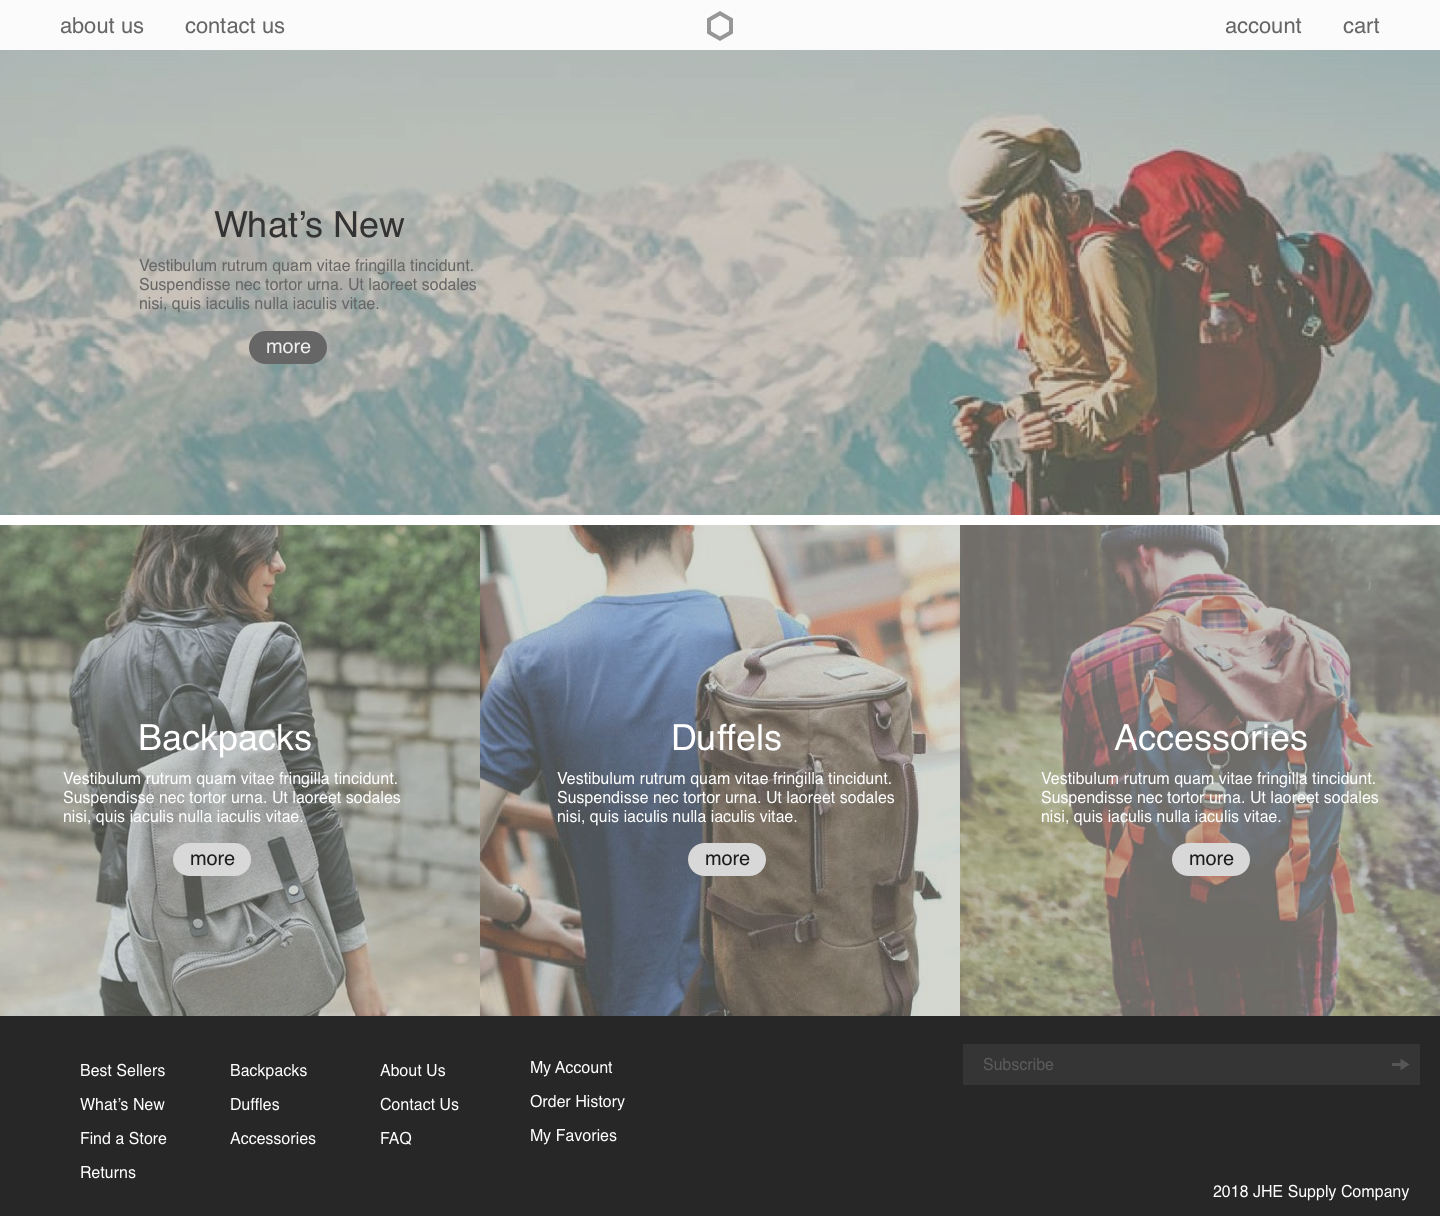 about us
contact us
account
cart
What's New
Vestibulum rutrum quam vitae fringilla tincidunt.
Suspendisse nec tortor urna. Ut laoreet sodales
nisi, quis iaculis nulla iaculis vitae.
more
Backpacks
Vestibulum rutrum quam vitae fringilla tincidunt.
Suspendisse nec tortor urna. Ut laoreet sodales
nisi, quis iaculis nulla iaculis vitae.
more
Duffels
Vestibulum rutrum quam vitae fringilla tincidunt.
Suspendisse nec tortor urna. Ut laoreet sodales
nisi, quis iaculis nulla iaculis vitae.
more
Accessories
Vestibulum rutrum quam vitae fringilla tincidunt.
Suspendisse nec tortor urna. Ut laoreet sodales
nisi, quis iaculis nulla iaculis vitae.
more
Best Sellers
What's New
Find a Store
Returns
Backpacks
Duffles
Accessories
About Us
Contact Us
FAQ
My Account
Order History
My Favories
Subscribe
2018 JHE Supply Company